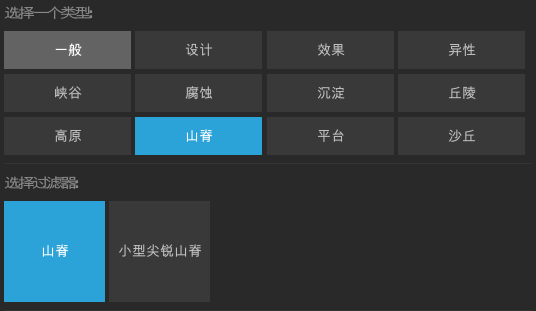 选择一个类型:
一般 设计 效果 异性
峡谷 腐蚀 沉淀 丘陵
高原 山脊 平台 沙丘
选择过滤器:
山脊 小型尖锐山脊